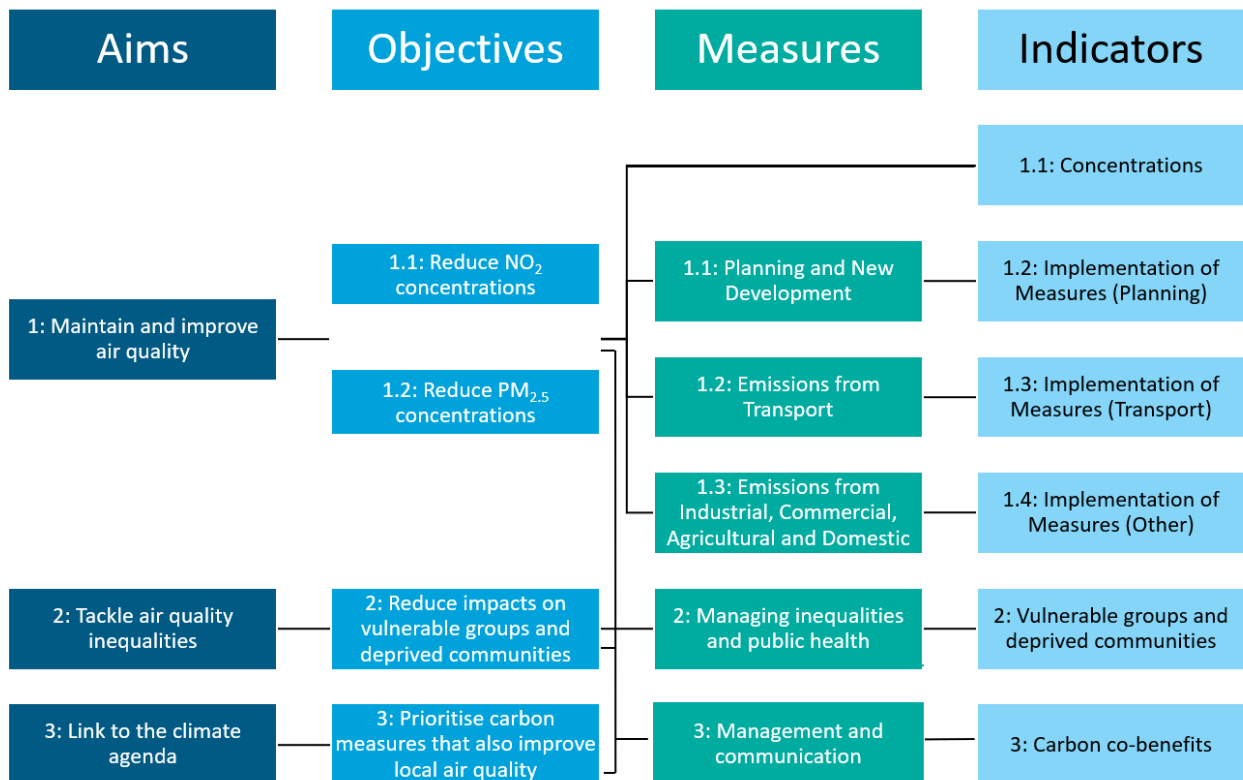 Aims
Objectives
Measures
Indicators
1.1: Concentrations
1.1: Reduce NO₂
concentrations
1.1: Planning and New
Development
1.2: Implementation of
Measures (Planning)
1: Maintain and improve
air quality
1.2: Reduce PM₂.₅
concentrations
1.2: Emissions from
Transport
1.3: Implementation of
Measures (Transport)
1.3: Emissions from
Industrial, Commercial,
Agricultural and Domestic
1.4: Implementation of
Measures (Other)
2: Tackle air quality
inequalities
2: Reduce impacts on
vulnerable groups and
deprived communities
2: Managing inequalities
and public health
2: Vulnerable groups and
deprived communities
3: Link to the climate
agenda
3: Prioritise carbon
measures that also improve
local air quality
3: Management and
communication
3: Carbon co-benefits